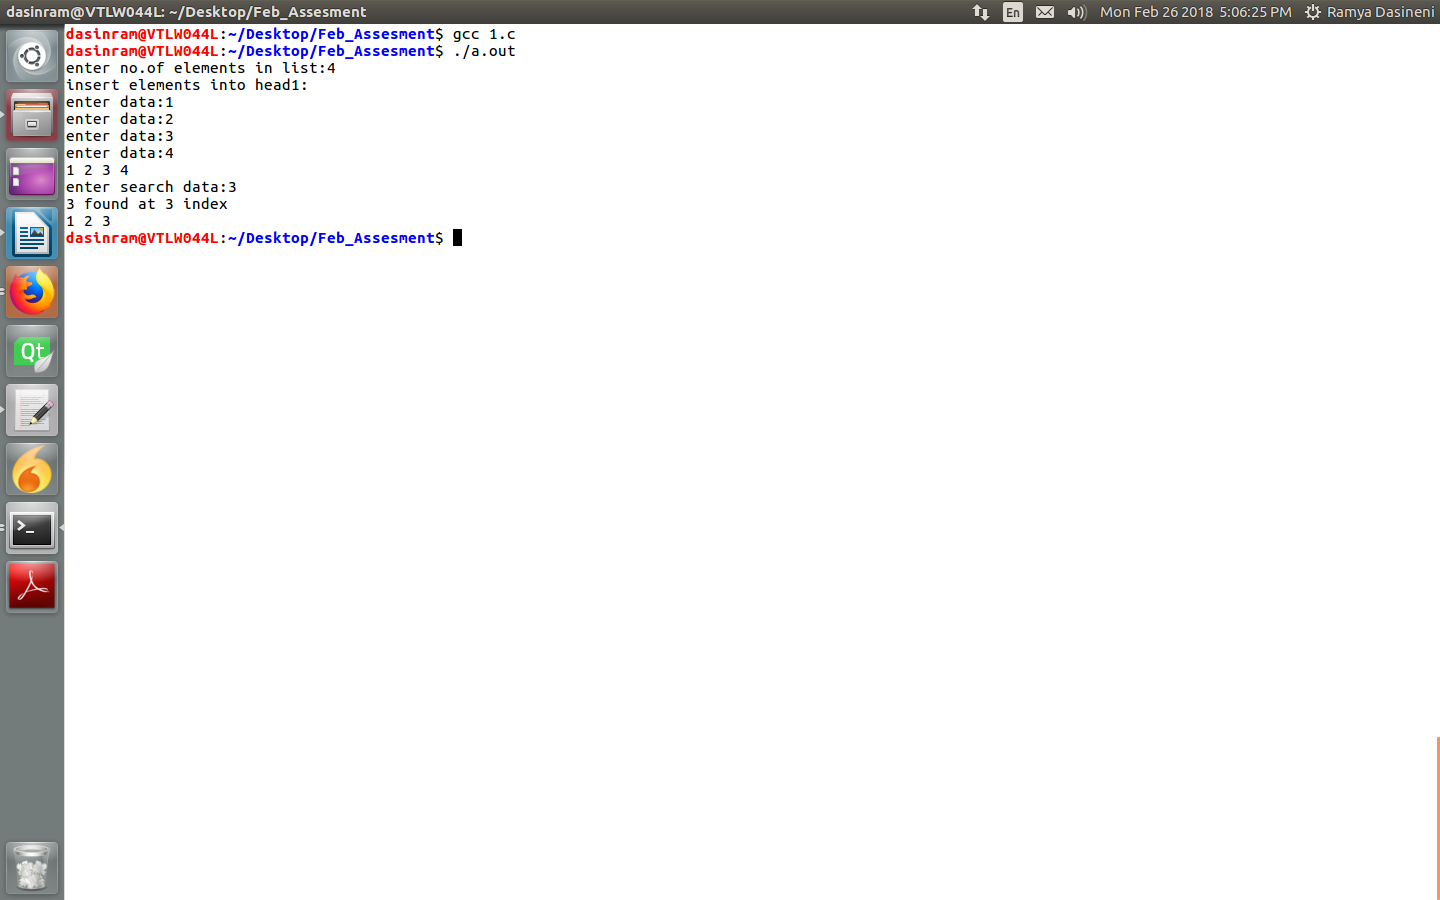 dasinram@VTLW044L: ~/Desktop/Feb_Assesment
En
Mon Feb 26 2018 5:06:25 PM
Ramya Dasineni
dasinram@VTLW044L:~/Desktop/Feb_Assesment$ gcc 1.c
dasinram@VTLW044L:~/Desktop/Feb_Assesment$ ./a.out
enter no.of elements in list:4
insert elements into head1:
enter data:1
enter data:2
enter data:3
enter data:4
1 2 3 4
enter search data:3
3 found at 3 index
1 2 3
dasinram@VTLW044L:~/Desktop/Feb_Assesment$
Qt
>_